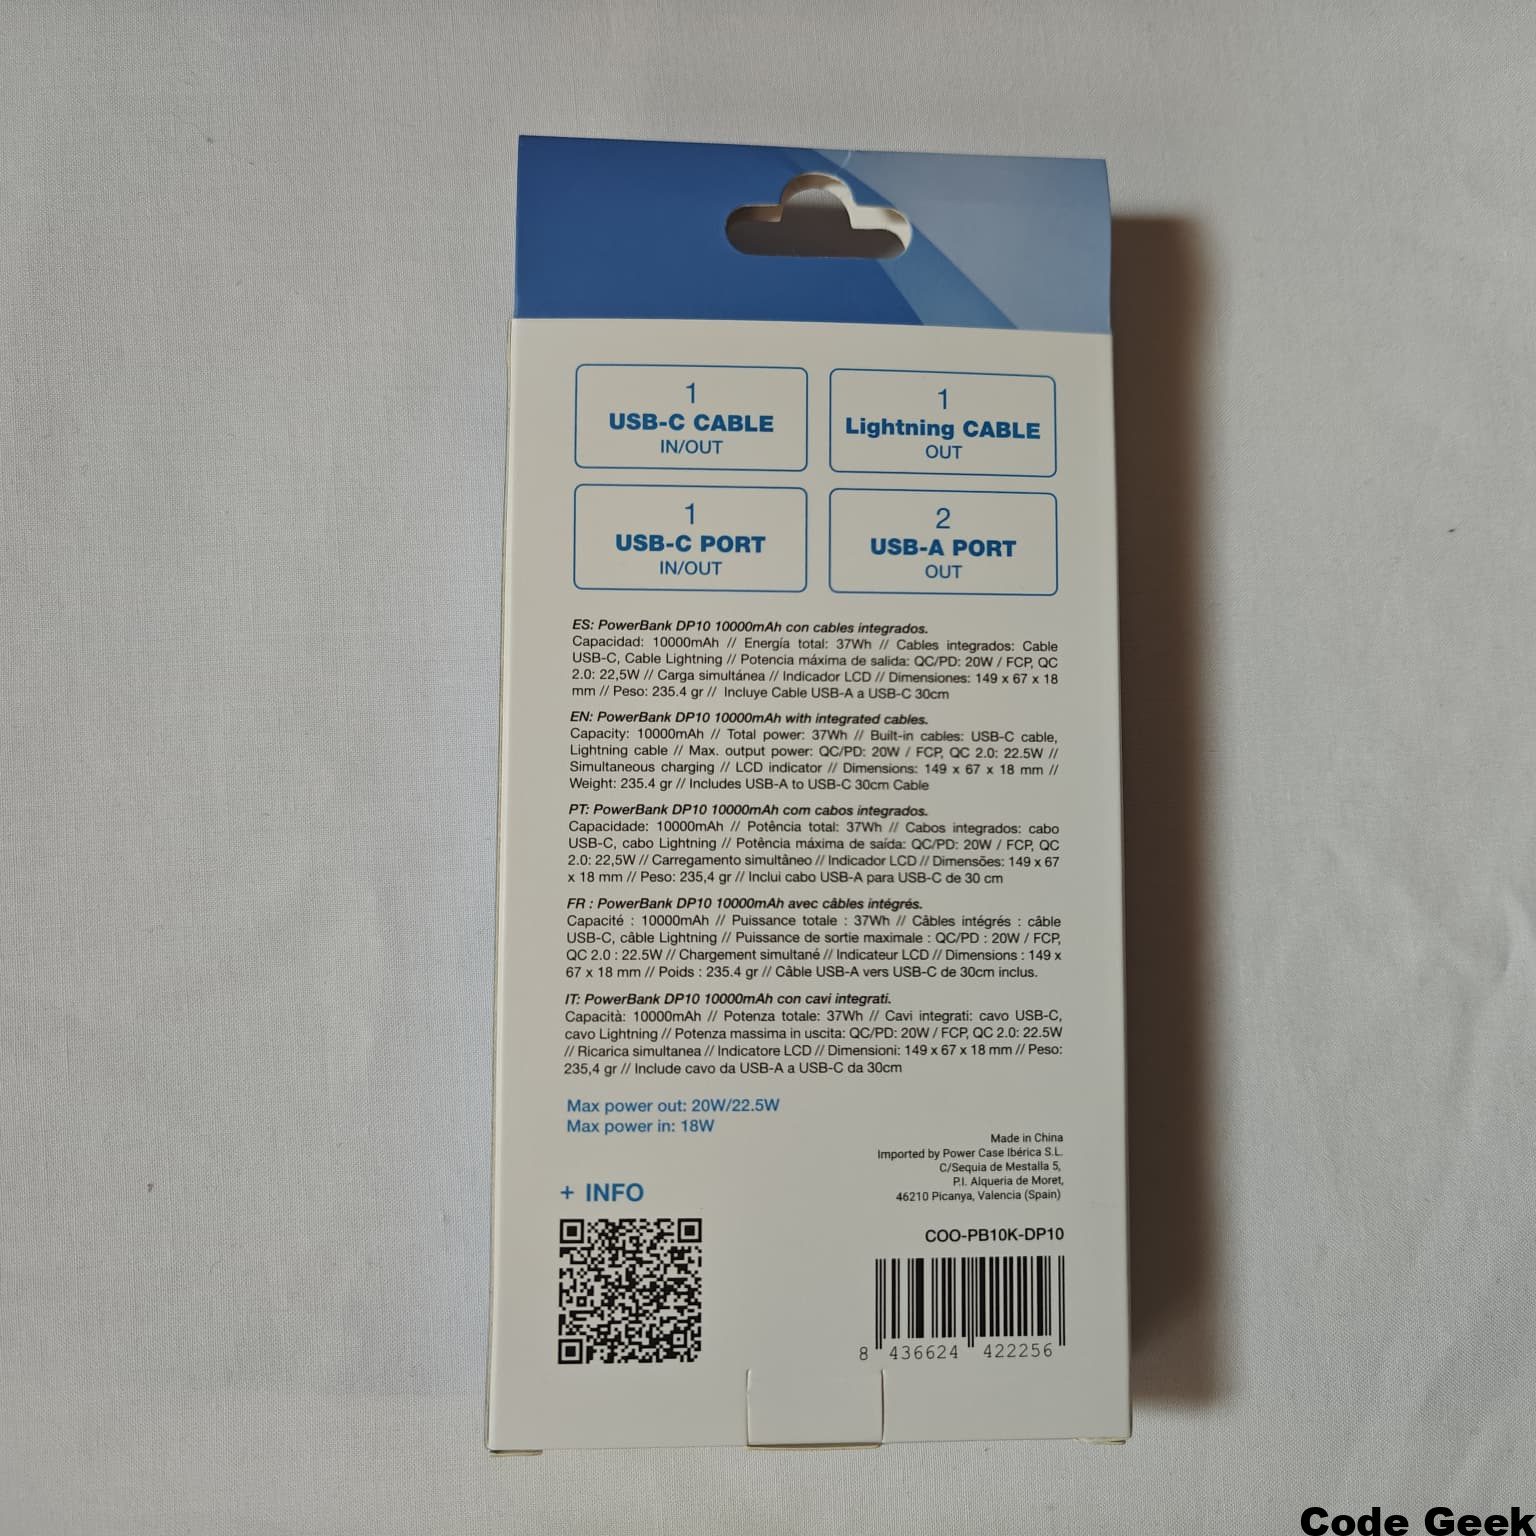 1
USB-C CABLE
IN/OUT
1
Lightning CABLE
OUT
1
USB-C PORT
IN/OUT
2
USB-A PORT
OUT
ES: PowerBank DP10 10000mAh con cables integrados.
Capacidad: 10000mAh // Energía total: 37Wh // Cables integrados: Cable
USB-C, Cable Lightning // Potencia máxima de salida: QC/PD: 20W / FCP, QC
2.0: 22,5W // Carga simultánea // Indicador LCD // Dimensiones: 149 x 67 x 18
mm // Peso: 235.4 gr // Incluye Cable USB-A a USB-C 30cm
EN: PowerBank DP10 10000mAh with integrated cables.
Capacity: 10000mAh // Total power: 37Wh // Built-in cables: USB-C cable,
Lightning cable // Max. output power: QC/PD: 20W / FCP, QC 2.0: 22.5W //
Simultaneous charging // LCD indicator // Dimensions: 149 x 67 x 18 mm //
Weight: 235.4 gr // Includes USB-A to USB-C 30cm Cable
PT: PowerBank DP10 10000mAh com cabos integrados.
Capacidade: 10000mAh // Potência total: 37Wh // Cabos integrados: cabo
USB-C, cabo Lightning // Potência máxima de saída: QC/PD: 20W / FCP, QC
2.0: 22,5W // Carregamento simultâneo // Indicador LCD // Dimensões: 149 x 67
x 18 mm // Peso: 235,4 gr // Inclui cabo USB-A para USB-C de 30 cm
FR : PowerBank DP10 10000mAh avec câbles intégrés.
Capacité : 10000mAh // Puissance totale : 37Wh // Câbles intégrés : câble
USB-C, câble Lightning // Puissance de sortie maximale : QC/PD : 20W / FCP,
QC 2.0 : 22.5W // Chargement simultané // Indicateur LCD // Dimensions : 149 x
67 x 18 mm // Poids : 235.4 gr // Câble USB-A vers USB-C de 30cm inclus.
IT: PowerBank DP10 10000mAh con cavi integrati.
Capacità: 10000mAh // Potenza totale: 37Wh // Cavi integrati: cavo USB-C,
cavo Lightning // Potenza massima in uscita: QC/PD: 20W / FCP, QC 2.0: 22.5W
// Ricarica simultanea // Indicatore LCD // Dimensioni: 149 x 67 x 18 mm // Peso:
235,4 gr // Include cavo da USB-A a USB-C da 30cm
Max power out: 20W/22.5W
Max power in: 18W
Made in China
Imported by Power Case Ibérica S.L.
C/Sequia de Mestalla 5,
P.I. Alqueria de Moret,
46210 Picanya, Valencia (Spain)
+ INFO
COO-PB10K-DP10
8 436624 422256
Code Geek